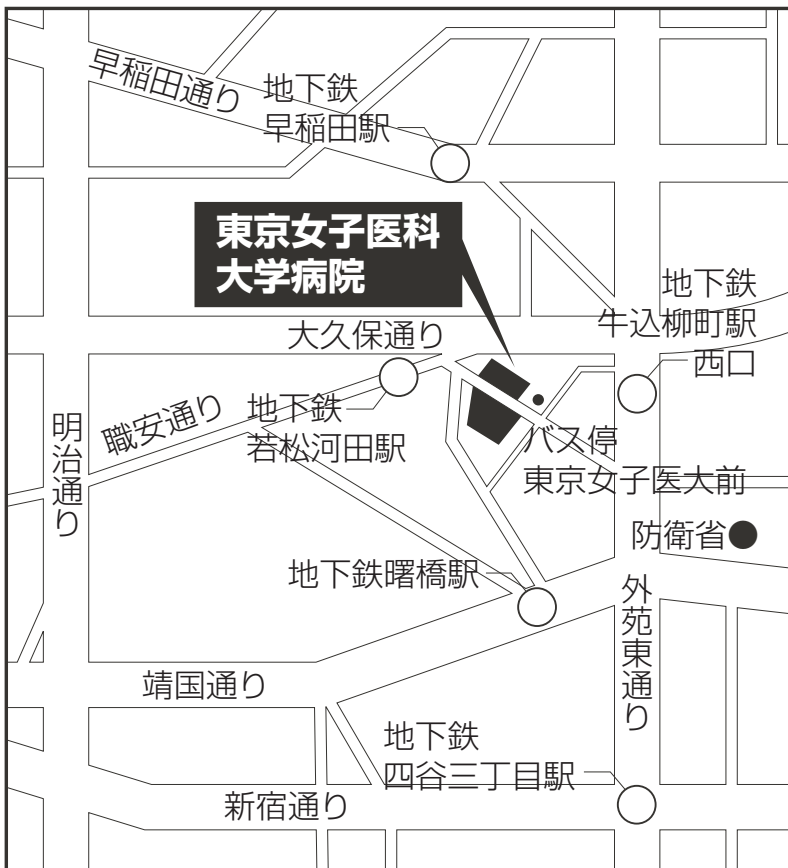 早稲田通り
地下鉄
早稲田駅
東京女子医科
大学病院
地下鉄
牛込柳町駅
西口
大久保通り
職安通り
地下鉄
若松河田駅
明治通り
バス停
東京女子医大前
防衛省
地下鉄曙橋駅
外苑東通り
靖国通り
地下鉄
四谷三丁目駅
新宿通り